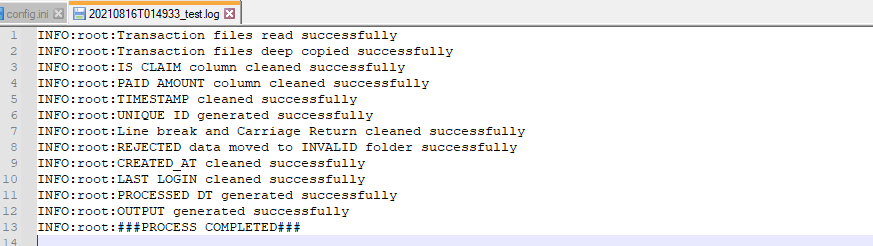 config.ini
20210816T014933_test.log
1 INFO:root:Transaction files read successfully
2 INFO:root:Transaction files deep copied successfully
3 INFO:root:IS CLAIM column cleaned successfully
4 INFO:root:PAID AMOUNT column cleaned successfully
5 INFO:root:TIMESTAMP cleaned successfully
6 INFO:root:UNIQUE ID generated successfully
7 INFO:root:Line break and Carriage Return cleaned successfully
8 INFO:root:REJECTED data moved to INVALID folder successfully
9 INFO:root:CREATED_AT cleaned successfully
10 INFO:root:LAST LOGIN cleaned successfully
11 INFO:root:PROCESSED DT generated successfully
12 INFO:root:OUTPUT generated successfully
13 INFO:root:###PROCESS COMPLETED###
14